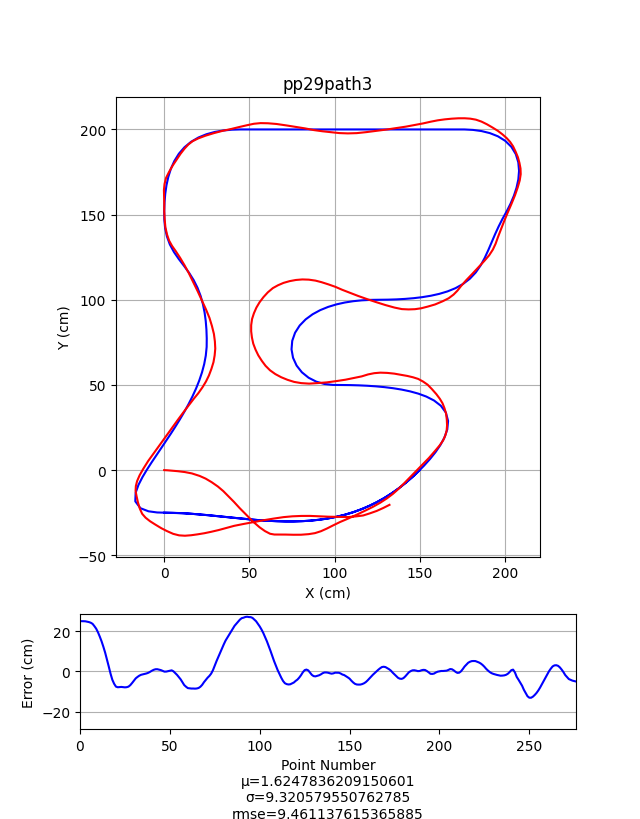 pp29path3
200
150
100
50
0
−50
Y (cm)
0 50 100 150 200
X (cm)
20
0
−20
Error (cm)
0 50 100 150 200 250
Point Number
μ=1.6247836209150601
σ=9.320579550762785
rmse=9.461137615365885